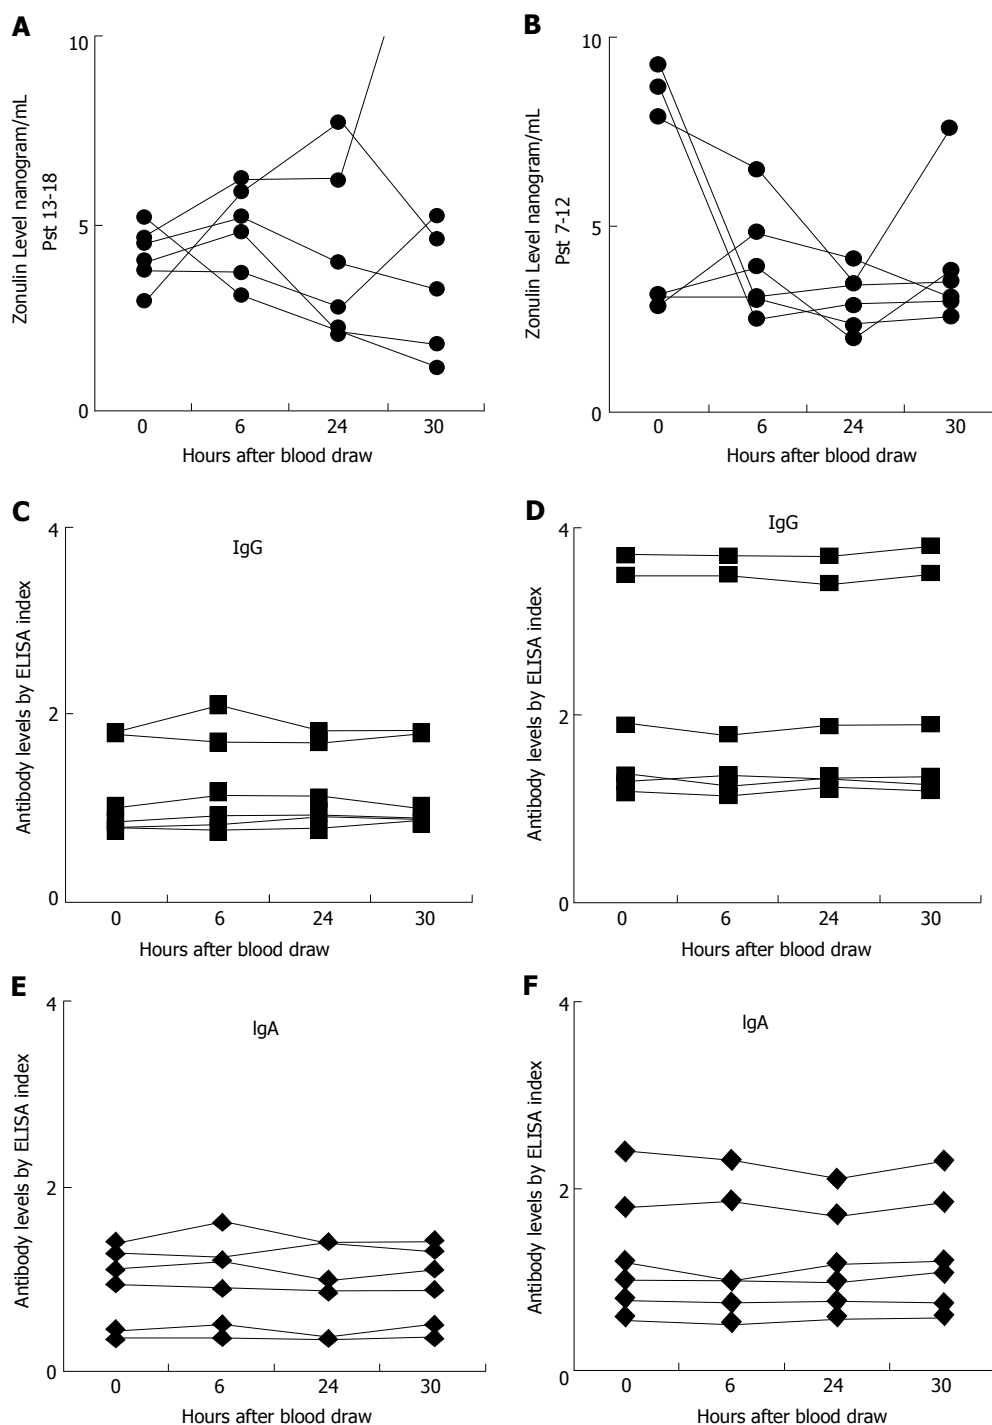 A
Zonulin Level nanogram/mL
Pst 13-18
10
5
0
0 6 24 30
Hours after blood draw
B
Zonulin Level nanogram/mL
Pst 7-12
10
5
0
0 6 24 30
Hours after blood draw
C
IgG
Antibody levels by ELISA index
4
2
0
0 6 24 30
Hours after blood draw
D
IgG
Antibody levels by ELISA index
4
2
0
0 6 24 30
Hours after blood draw
E
IgA
Antibody levels by ELISA index
4
2
0
0 6 24 30
Hours after blood draw
F
IgA
Antibody levels by ELISA index
4
2
0
0 6 24 30
Hours after blood draw